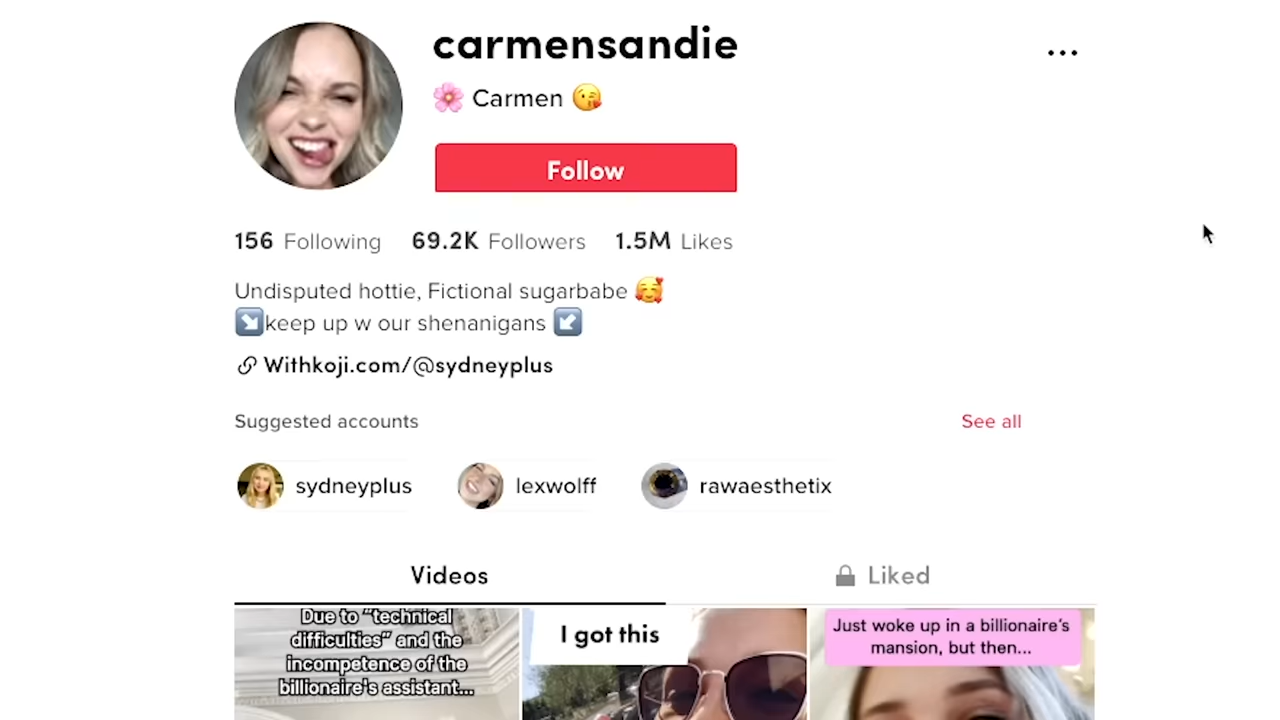 carmensandie
🌸 Carmen 😘
Follow
156 Following 69.2K Followers 1.5M Likes
Undisputed hottie, Fictional sugarbabe 🥰
↘️keep up w our shenanigans ↙️
Withkoji.com/@sydneyplus
Suggested accounts
See all
sydneyplus
lexwolff
rawaesthetix
Videos
Liked
Due to "technical
difficulties" and the
incompetence of the
billionaire's assistant...
I got this
Just woke up in a billionaire's
mansion, but then...